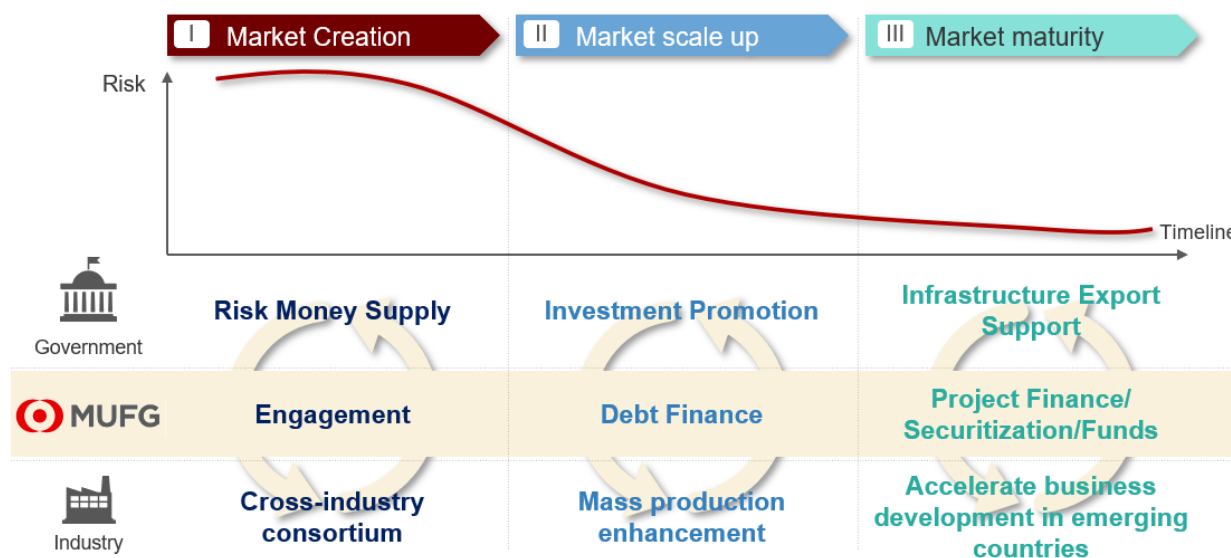 I Market Creation
II Market scale up
III Market maturity
Risk
Timeline
Government
Risk Money Supply
Investment Promotion
Infrastructure Export
Support
MUFG
Engagement
Debt Finance
Project Finance/
Securitization/Funds
Industry
Cross-industry
consortium
Mass production
enhancement
Accelerate business
development in emerging
countries